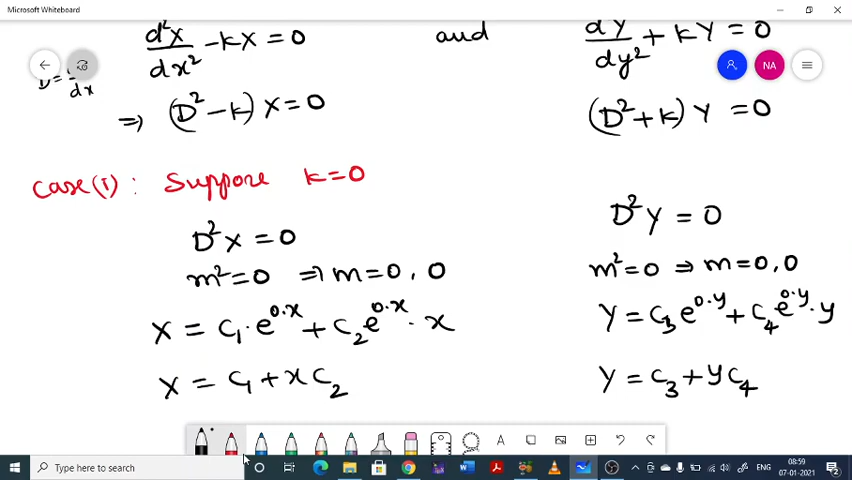 Microsoft Whiteboard
d²X/dx² - kX = 0 and dY/dy² + kY = 0
NA
D = /dx
⇒ (D² - k) X = 0 (D² + k) Y = 0
Case(1) : Suppose k = 0
D²X = 0 D²Y = 0
m² = 0 ⇒ m = 0, 0 m² = 0 ⇒ m = 0, 0
X = C₁·e^{0·x} + C₂e^{0·x}·x Y = C₃e^{0·y} + C₄e^{0·y}·y
X = C₁ + xC₂ Y = C₃ + yC₄
A
Type here to search
ENG
08:59
07-01-2021